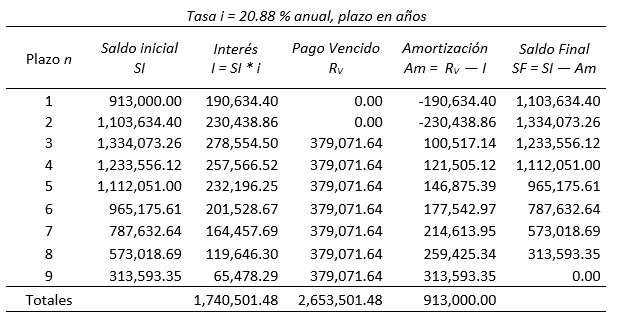 Tasa i = 20.88 % anual, plazo en años
Plazo n Saldo inicial SI Interés I = SI * i Pago Vencido Rv Amortización Am = Rv — I Saldo Final SF = SI — Am
1 913,000.00 190,634.40 0.00 -190,634.40 1,103,634.40
2 1,103,634.40 230,438.86 0.00 -230,438.86 1,334,073.26
3 1,334,073.26 278,554.50 379,071.64 100,517.14 1,233,556.12
4 1,233,556.12 257,566.52 379,071.64 121,505.12 1,112,051.00
5 1,112,051.00 232,196.25 379,071.64 146,875.39 965,175.61
6 965,175.61 201,528.67 379,071.64 177,542.97 787,632.64
7 787,632.64 164,457.69 379,071.64 214,613.95 573,018.69
8 573,018.69 119,646.30 379,071.64 259,425.34 313,593.35
9 313,593.35 65,478.29 379,071.64 313,593.35 0.00
Totales 1,740,501.48 2,653,501.48 913,000.00